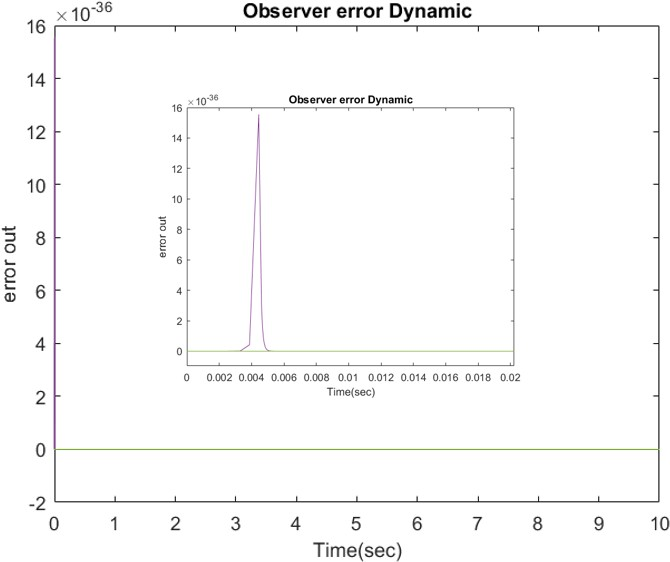 Observer error Dynamic
×10-36
16
14
12
10
8
6
4
2
0
-2
error out
0 1 2 3 4 5 6 7 8 9 10
Time(sec)
Observer error Dynamic
×10-36
16
14
12
10
8
6
4
2
0
error out
0 0.002 0.004 0.006 0.008 0.01 0.012 0.014 0.016 0.018 0.02
Time(sec)